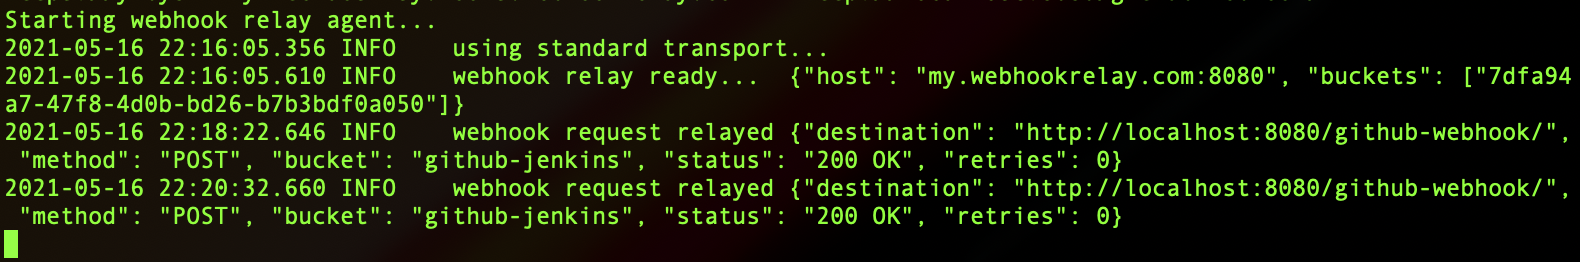 Starting webhook relay agent...
2021-05-16 22:16:05.356 INFO    using standard transport...
2021-05-16 22:16:05.610 INFO    webhook relay ready...  {"host": "my.webhookrelay.com:8080", "buckets": ["7dfa94
a7-47f8-4d0b-bd26-b7b3bdf0a050"]}
2021-05-16 22:18:22.646 INFO    webhook request relayed {"destination": "http://localhost:8080/github-webhook/",
 "method": "POST", "bucket": "github-jenkins", "status": "200 OK", "retries": 0}
2021-05-16 22:20:32.660 INFO    webhook request relayed {"destination": "http://localhost:8080/github-webhook/",
 "method": "POST", "bucket": "github-jenkins", "status": "200 OK", "retries": 0}